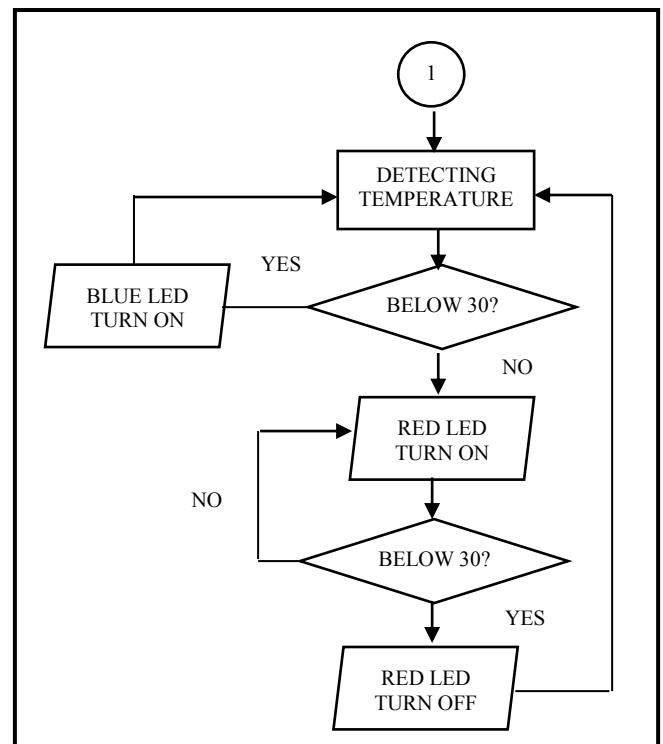 1
DETECTING
TEMPERATURE
YES
BLUE LED
TURN ON
BELOW 30?
NO
RED LED
TURN ON
NO
BELOW 30?
YES
RED LED
TURN OFF